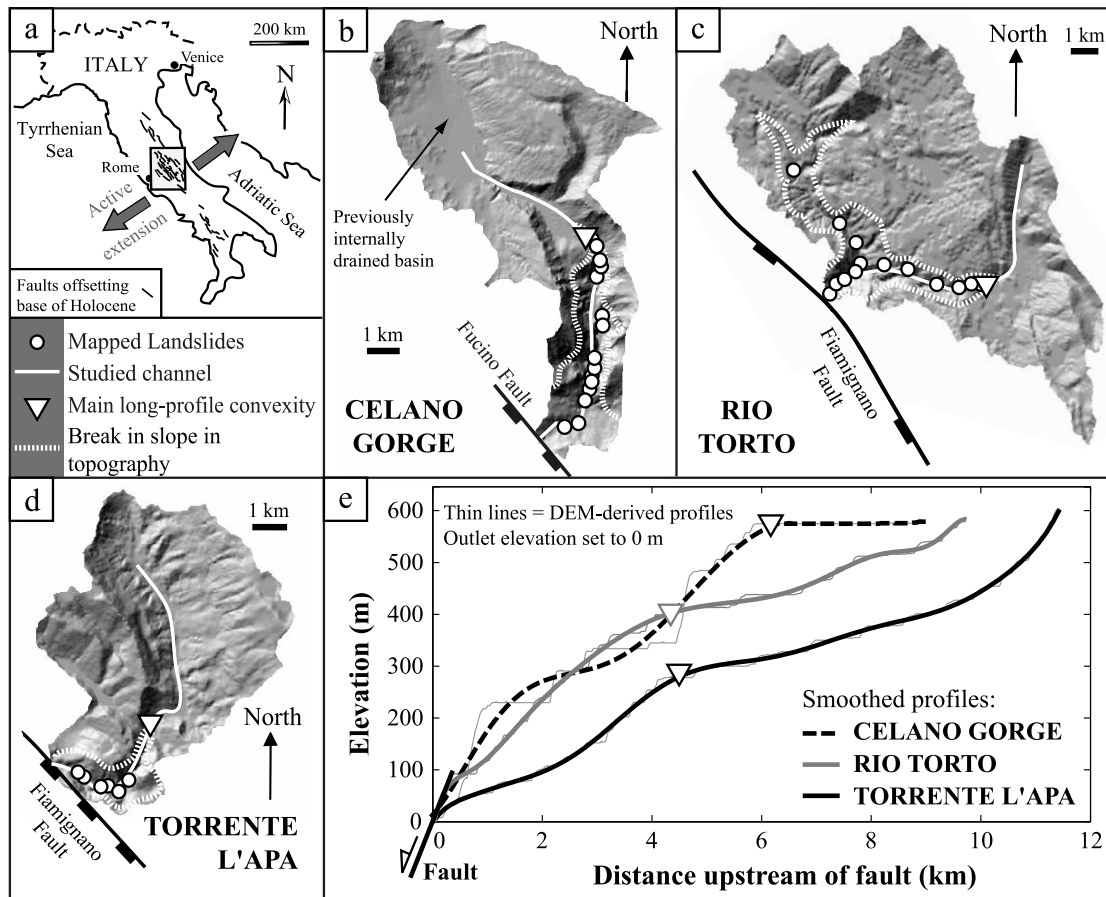 a
200 km
ITALY
Venice
N
Tyrrhenian
Sea
Rome
Active
extension
Adriatic Sea
Faults offsetting
base of Holocene
Mapped Landslides
Studied channel
Main long-profile convexity
Break in slope in
topography
b
North
Previously
internally
drained basin
1 km
Fucino Fault
CELANO
GORGE
c
North
1 km
Fiamignano
Fault
RIO
TORTO
d
1 km
North
Fiamignano
Fault
TORRENTE
L'APA
e
Thin lines = DEM-derived profiles
Outlet elevation set to 0 m
600
500
400
300
200
100
0
Elevation (m)
Smoothed profiles:
CELANO GORGE
RIO TORTO
TORRENTE L'APA
0 2 4 6 8 10 12
Fault
Distance upstream of fault (km)